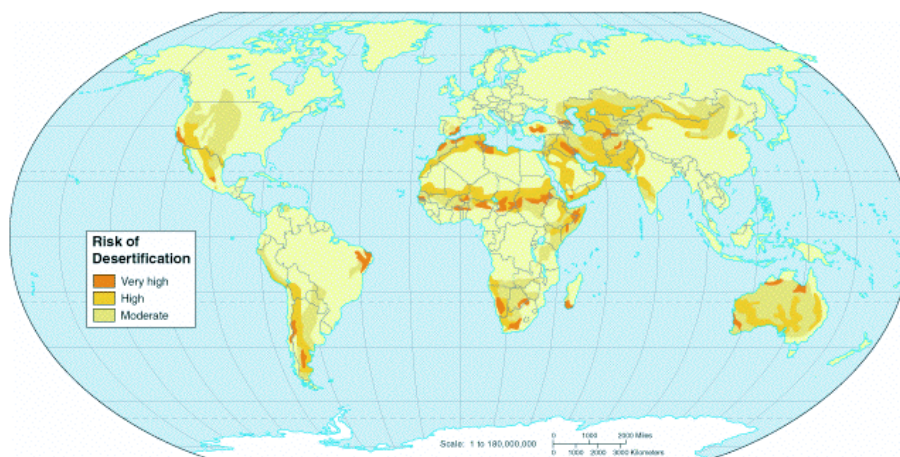 Risk of
Desertification
Very high
High
Moderate
Scale: 1 to 180,000,000
0 1000 2000 Miles
0 1000 2000 3000 Kilometers